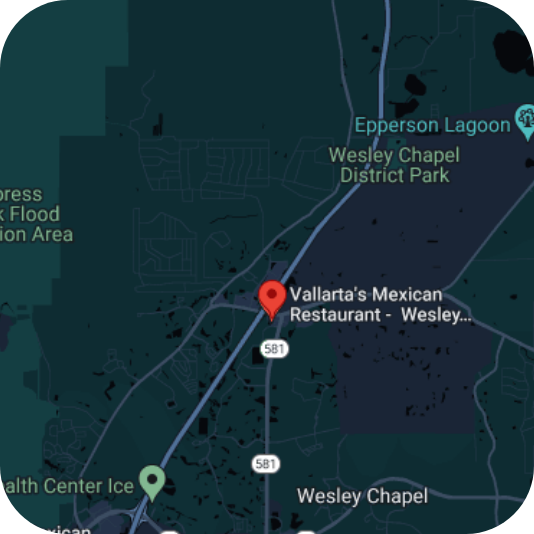 Epperson Lagoon
Wesley Chapel
District Park
press
k Flood
ion Area
Vallarta's Mexican
Restaurant - Wesley...
581
581
alth Center Ice
Wesley Chapel
xican